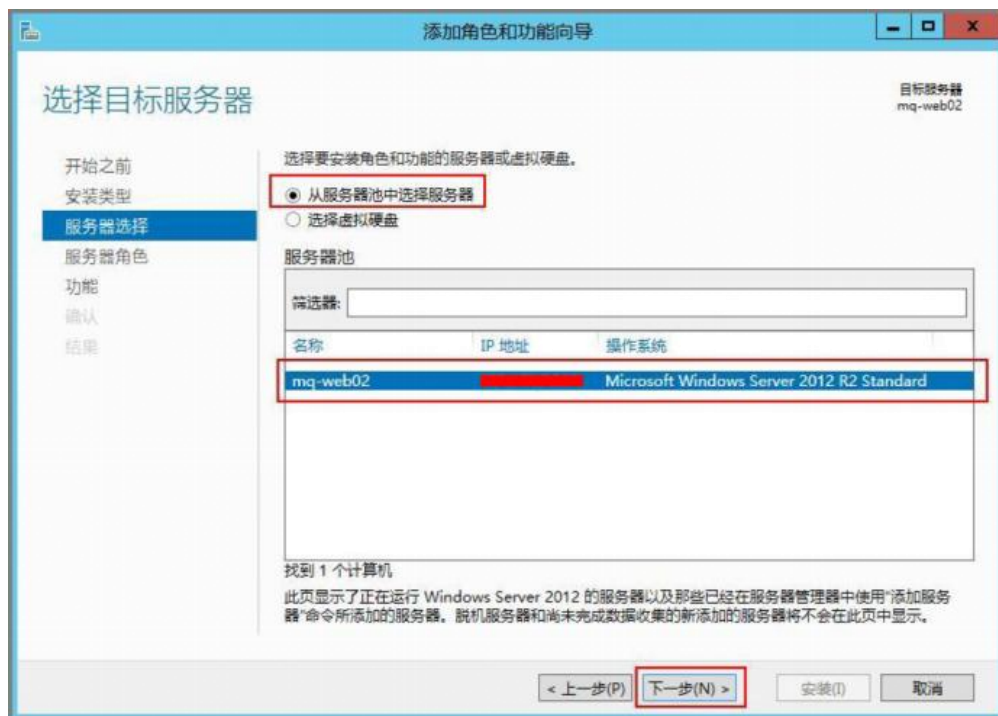 添加角色和功能向导
选择目标服务器
目标服务器
mq-web02
开始之前
安装类型
服务器选择
服务器角色
功能
确认
结果
选择要安装角色和功能的服务器或虚拟硬盘。
从服务器池中选择服务器
选择虚拟硬盘
服务器池
筛选器:
名称 IP 地址 操作系统
mq-web02 Microsoft Windows Server 2012 R2 Standard
找到 1 个计算机
此页显示了正在运行 Windows Server 2012 的服务器以及那些已经在服务器管理器中使用"添加服务
器"命令所添加的服务器。脱机服务器和尚未完成数据收集的新添加的服务器将不会在此页中显示。
< 上一步(P) 下一步(N) > 安装(I) 取消